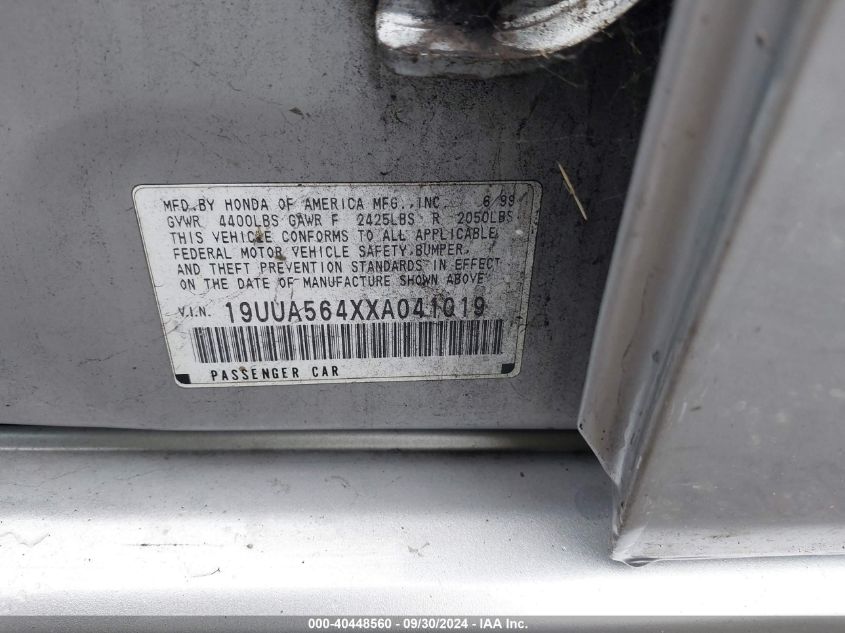 MFD.BY HONDA OF AMERICA MFG.,INC. 6/99
GVWR 4400LBS GAWR F 2425LBS R 2050LBS
THIS VEHICLE CONFORMS TO ALL APPLICABLE
FEDERAL MOTOR VEHICLE SAFETY,BUMPER,
AND THEFT PREVENTION STANDARDS IN EFFECT
ON THE DATE OF MANUFACTURE SHOWN ABOVE
V.I.N. 19UUA564XXA041019
PASSENGER CAR
000-40448560 - 09/30/2024 - IAA Inc.